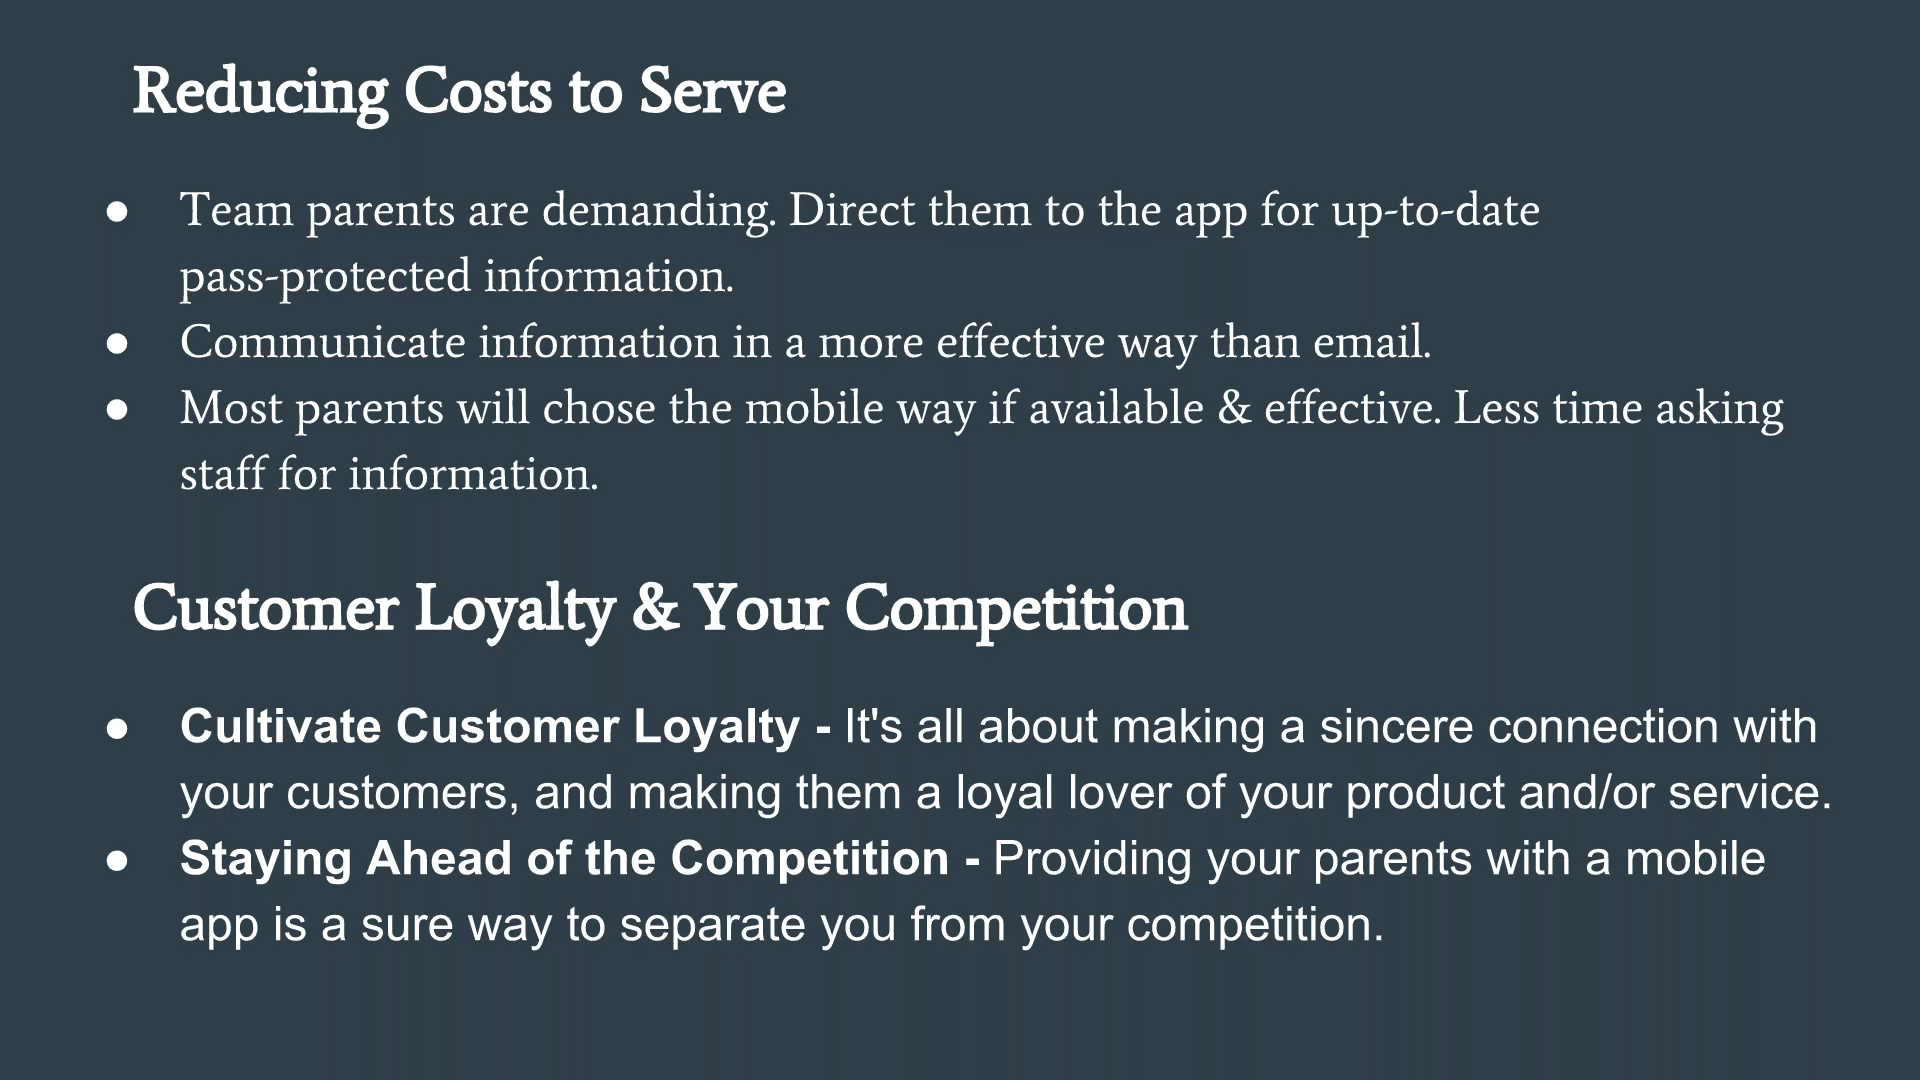 Reducing Costs to Serve
● Team parents are demanding. Direct them to the app for up-to-date
pass-protected information.
● Communicate information in a more effective way than email.
● Most parents will chose the mobile way if available & effective. Less time asking
staff for information.
Customer Loyalty & Your Competition
● Cultivate Customer Loyalty - It's all about making a sincere connection with
your customers, and making them a loyal lover of your product and/or service.
● Staying Ahead of the Competition - Providing your parents with a mobile
app is a sure way to separate you from your competition.